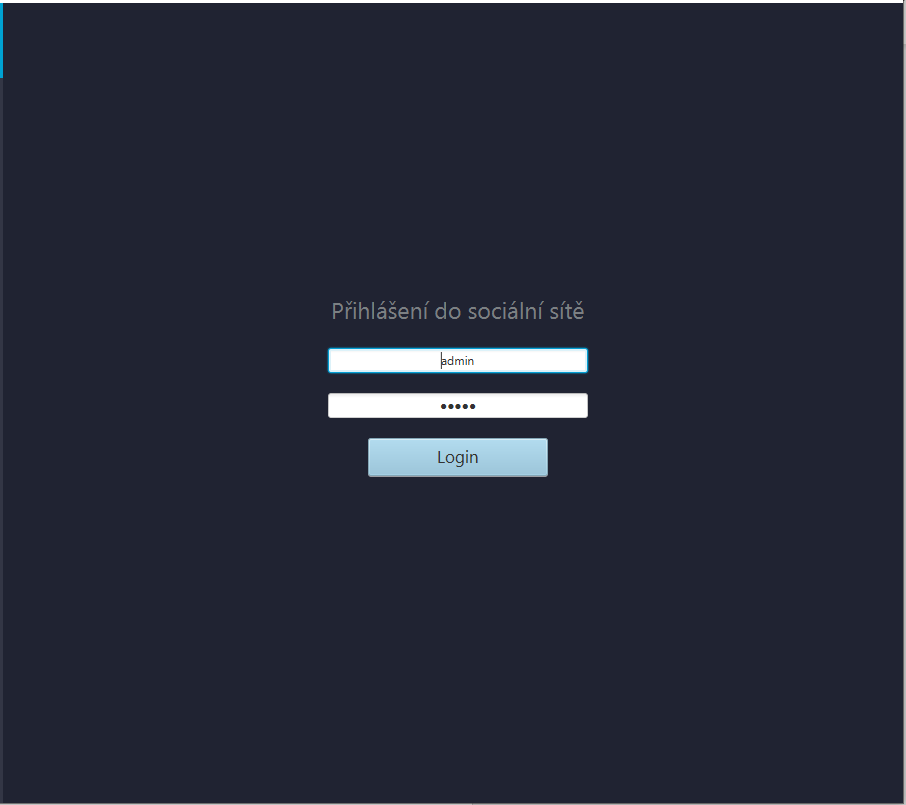 Přihlášení do sociální sítě
admin
•••••
Login